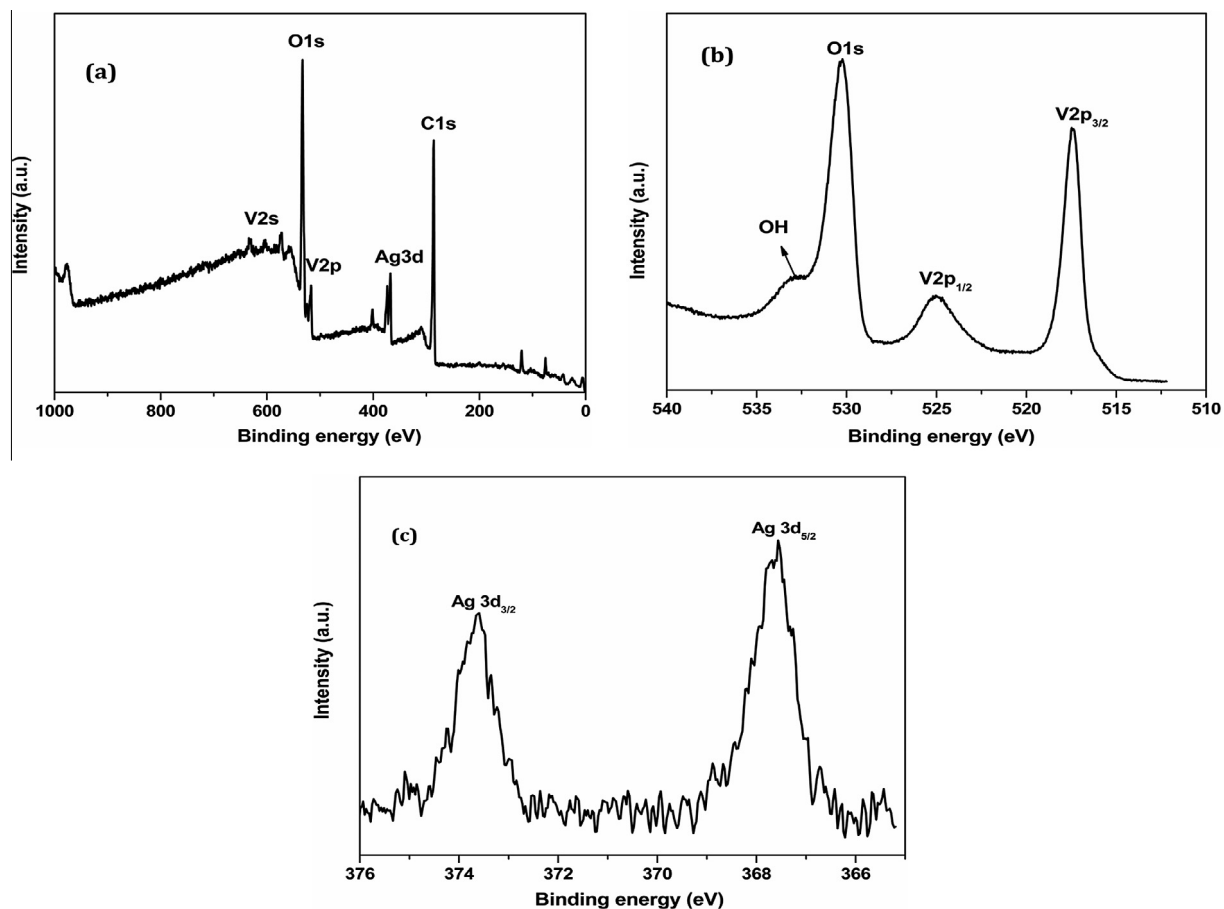 (a)
O1s
C1s
V2s
V2p
Ag3d
Intensity (a.u.)
1000 800 600 400 200 0
Binding energy (eV)
(b)
O1s
V2p3/2
OH
V2p1/2
Intensity (a.u.)
540 535 530 525 520 515 510
Binding energy (eV)
(c)
Ag 3d5/2
Ag 3d3/2
Intensity (a.u.)
376 374 372 370 368 366
Binding energy (eV)